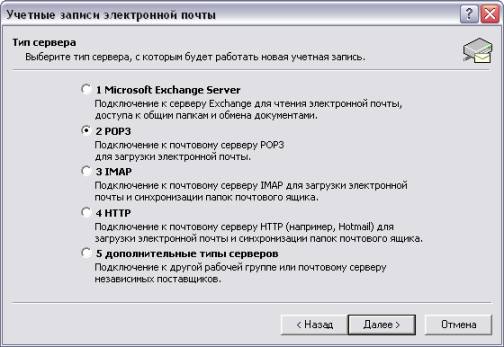 Учетные записи электронной почты
Тип сервера
Выберите тип сервера, с которым будет работать новая учетная запись.
1 Microsoft Exchange Server
Подключение к серверу Exchange для чтения электронной почты,
доступа к общим папкам и обмена документами.
2 POP3
Подключение к почтовому серверу POP3
для загрузки электронной почты.
3 IMAP
Подключение к почтовому серверу IMAP для загрузки электронной
почты и синхронизации папок почтового ящика.
4 HTTP
Подключение к почтовому серверу HTTP (например, Hotmail) для
загрузки электронной почты и синхронизации папок почтового ящика.
5 дополнительные типы серверов
Подключение к другой рабочей группе или почтовому серверу
независимых поставщиков.
< Назад Далее > Отмена